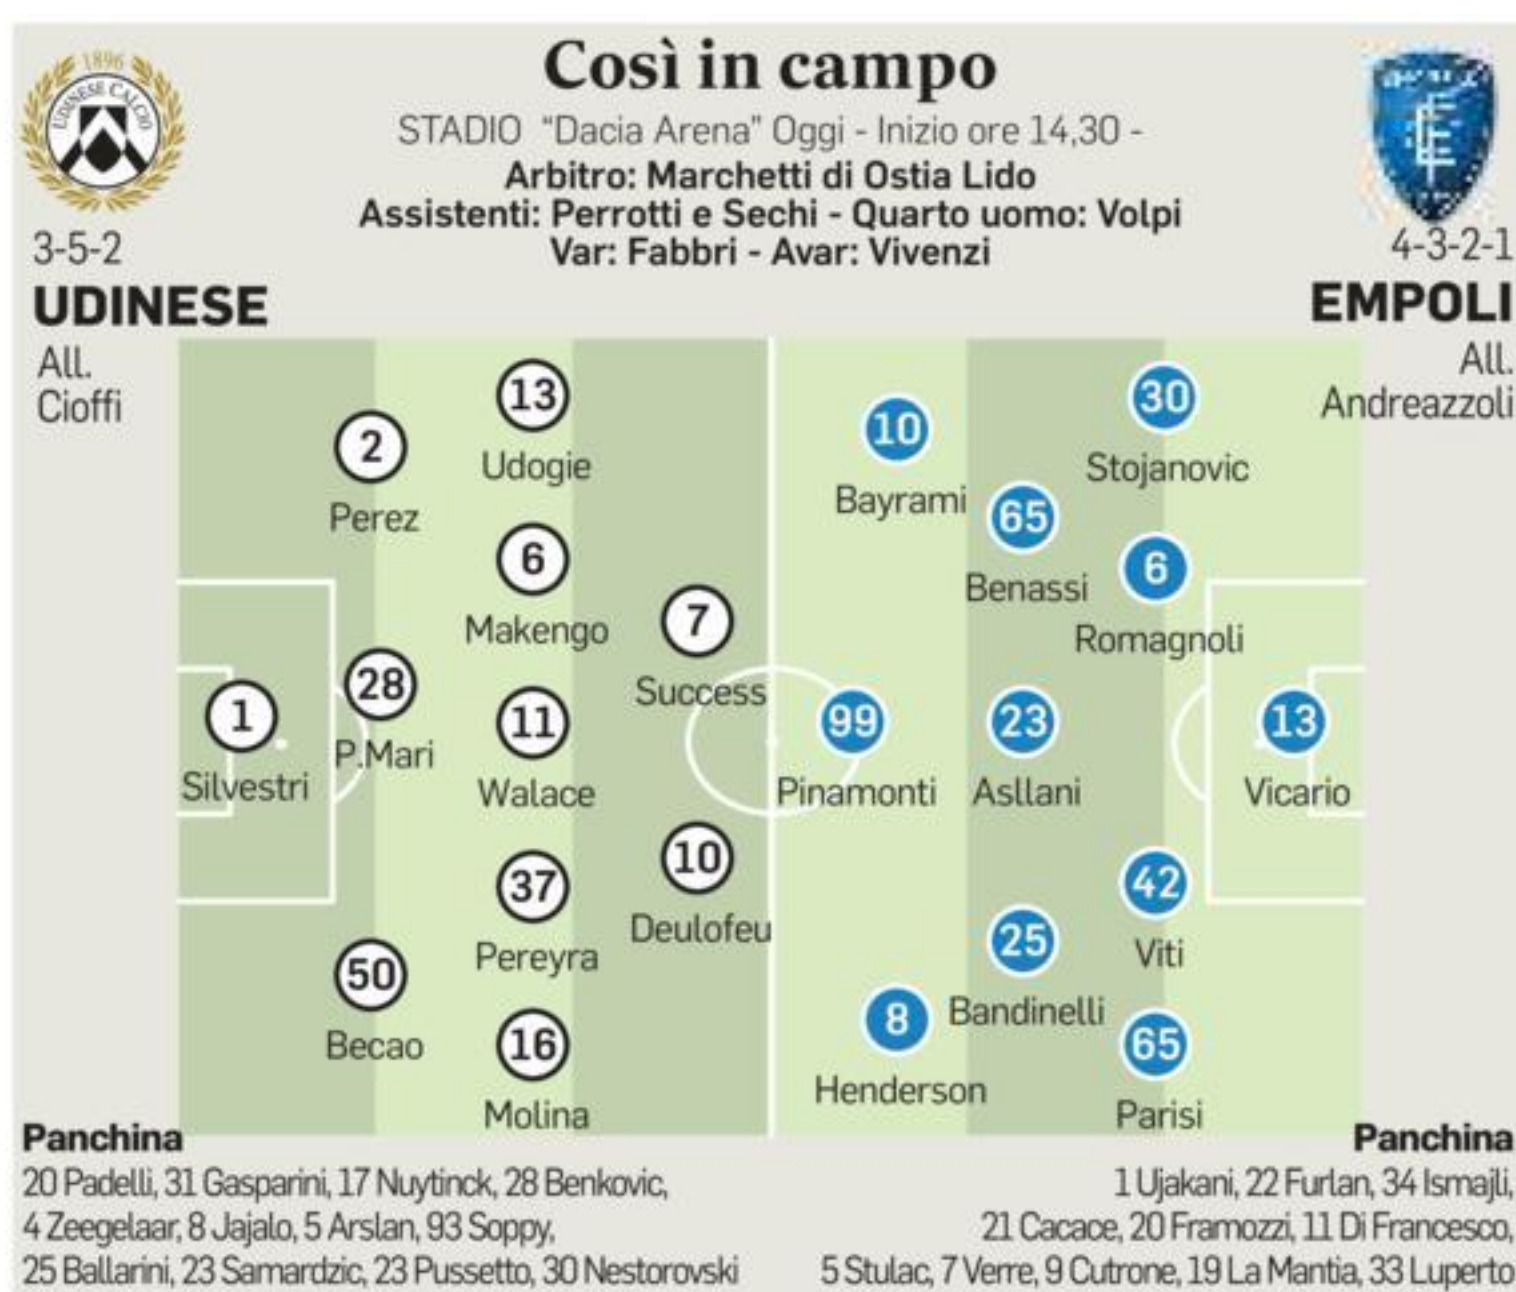 1896
UDINESE CALCIO
Così in campo
STADIO “Dacia Arena” Oggi - Inizio ore 14,30 -
Arbitro: Marchetti di Ostia Lido
Assistenti: Perrotti e Sechi - Quarto uomo: Volpi
Var: Fabbri - Avar: Vivenzi
3-5-2
UDINESE
All.
Cioffi
4-3-2-1
EMPOLI
All.
Andreazzoli
1
Silvestri
2
Perez
28
P.Mari
50
Becao
13
Udogie
6
Makengo
11
Walace
37
Pereyra
16
Molina
7
Success
10
Deulofeu
10
Bayrami
99
Pinamonti
8
Henderson
65
Benassi
23
Asllani
25
Bandinelli
30
Stojanovic
6
Romagnoli
42
Viti
65
Parisi
13
Vicario
Panchina
20 Padelli, 31 Gasparini, 17 Nuytinck, 28 Benkovic,
4 Zeegelaar, 8 Jajalo, 5 Arslan, 93 Soppy,
25 Ballarini, 23 Samardzic, 23 Pussetto, 30 Nestorovski
Panchina
1 Ujakani, 22 Furlan, 34 Ismajli,
21 Cacace, 20 Framozzi, 11 Di Francesco,
5 Stulac, 7 Verre, 9 Cutrone, 19 La Mantia, 33 Luperto